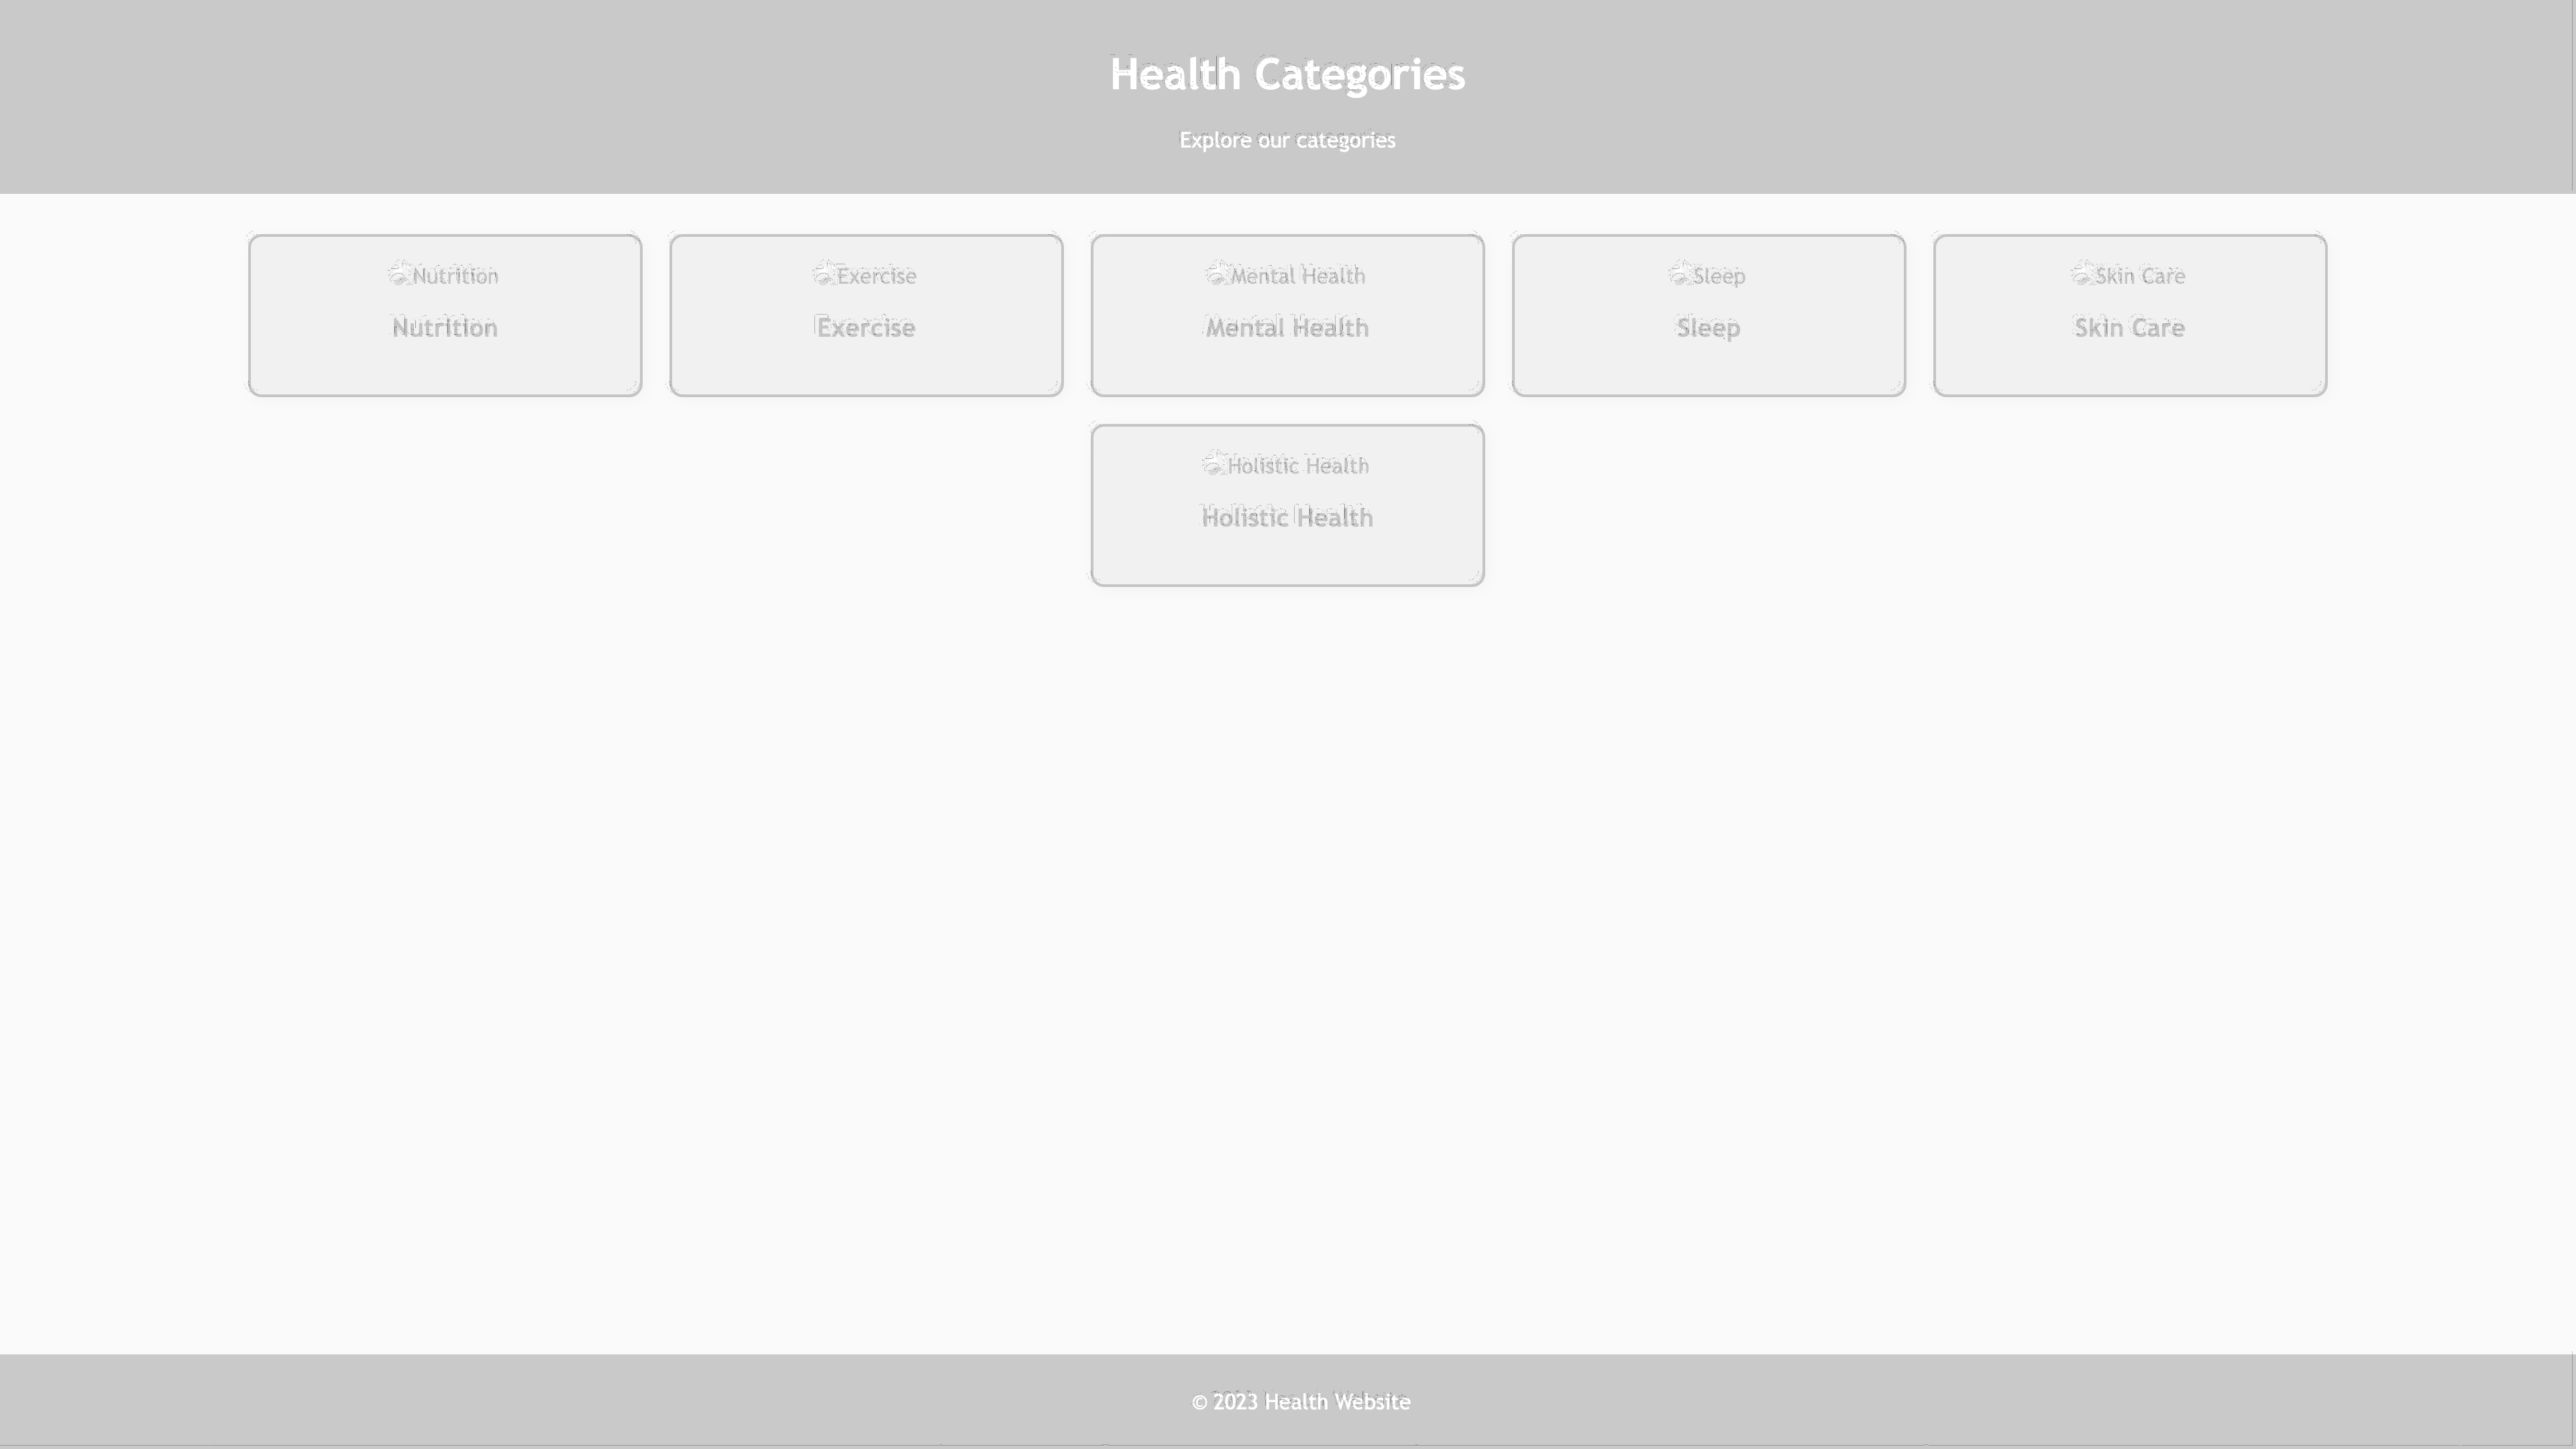 Health Categories
Explore our categories
Nutrition
Nutrition
Exercise
Exercise
Mental Health
Mental Health
Sleep
Sleep
Skin Care
Skin Care
Holistic Health
Holistic Health
© 2023 Health Website